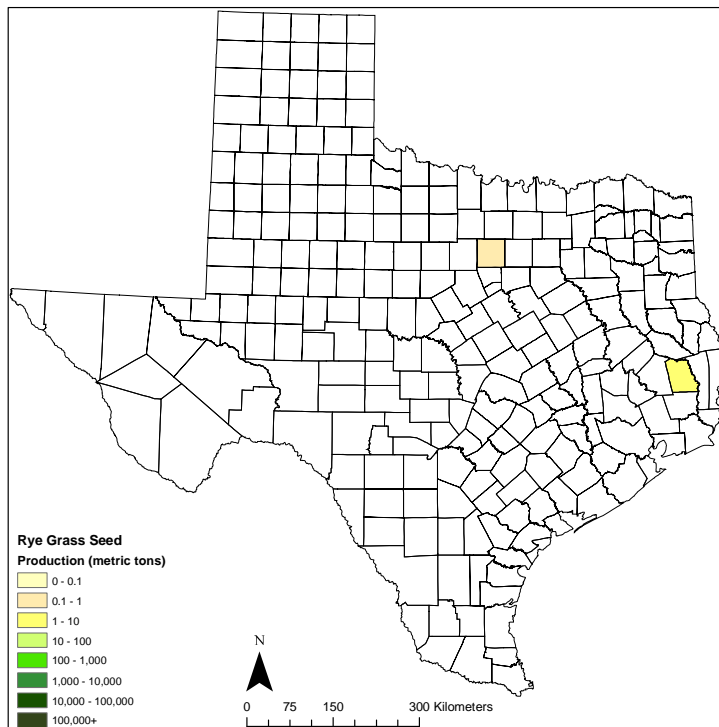 Rye Grass Seed
Production (metric tons)
0 - 0.1
0.1 - 1
1 - 10
10 - 100
100 - 1,000
1,000 - 10,000
10,000 - 100,000
100,000+
N
0 75 150 300 Kilometers